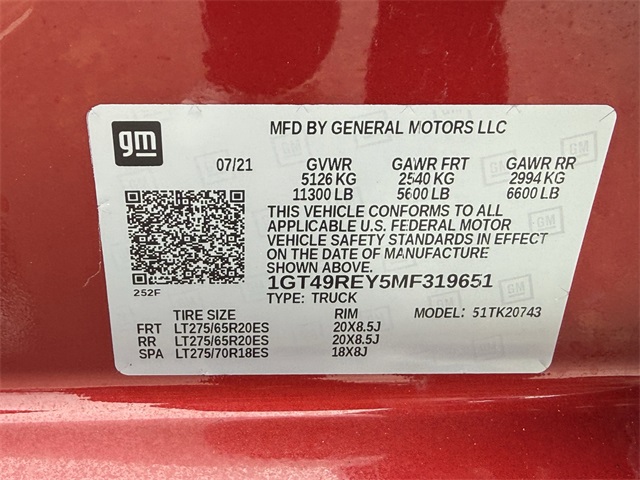 gm
MFD BY GENERAL MOTORS LLC
07/21 GVWR GAWR FRT GAWR RR
5126 KG 2540 KG 2994 KG
11300 LB 5600 LB 6600 LB
THIS VEHICLE CONFORMS TO ALL
APPLICABLE U.S. FEDERAL MOTOR
VEHICLE SAFETY STANDARDS IN EFFECT
ON THE DATE OF MANUFACTURE
SHOWN ABOVE.
252F
1GT49REY5MF319651
TYPE: TRUCK
TIRE SIZE RIM MODEL: 51TK20743
FRT LT275/65R20ES 20X8.5J
RR LT275/65R20ES 20X8.5J
SPA LT275/70R18ES 18X8J